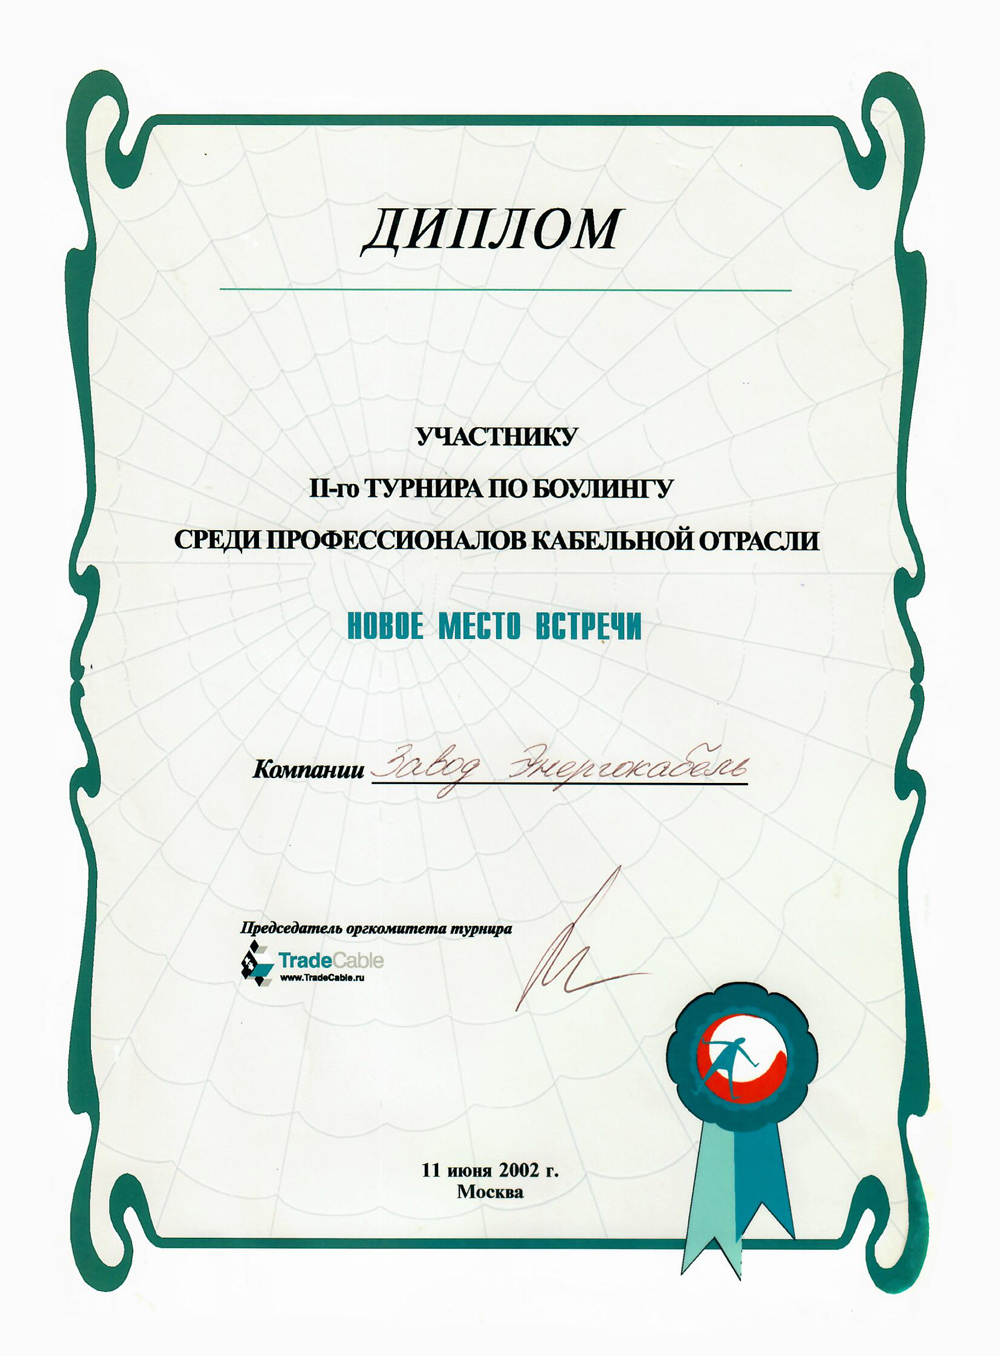 ДИПЛОМ
УЧАСТНИКУ
II-го ТУРНИРА ПО БОУЛИНГУ
СРЕДИ ПРОФЕССИОНАЛОВ КАБЕЛЬНОЙ ОТРАСЛИ
НОВОЕ МЕСТО ВСТРЕЧИ
Компании Завод Энергокабель
Председатель оргкомитета турнира
TradeCable
www.TradeCable.ru
11 июня 2002 г.
Москва